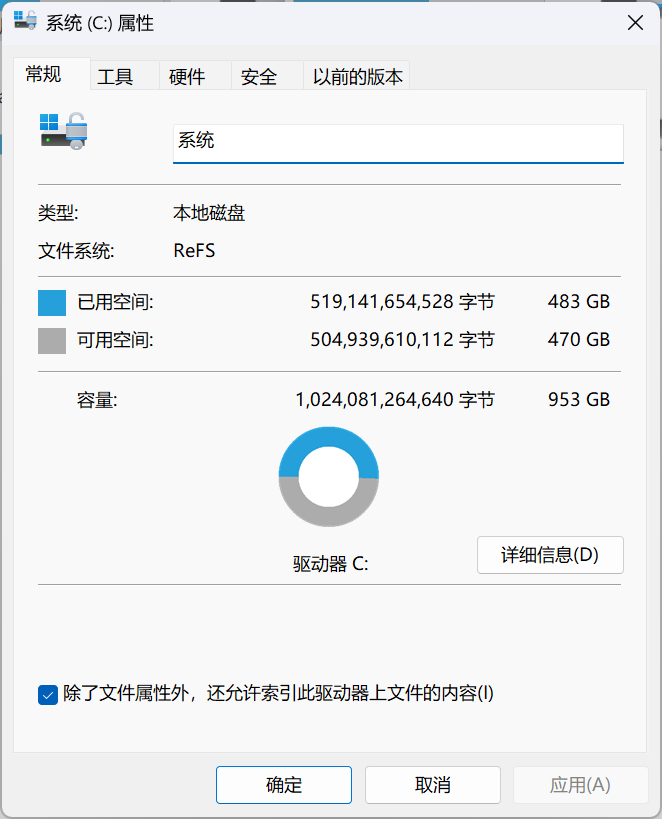 系统 (C:) 属性
常规 工具 硬件 安全 以前的版本
系统
类型: 本地磁盘
文件系统: ReFS
已用空间: 519,141,654,528 字节 483 GB
可用空间: 504,939,610,112 字节 470 GB
容量: 1,024,081,264,640 字节 953 GB
驱动器 C:
详细信息(D)
除了文件属性外，还允许索引此驱动器上文件的内容(I)
确定 取消 应用(A)